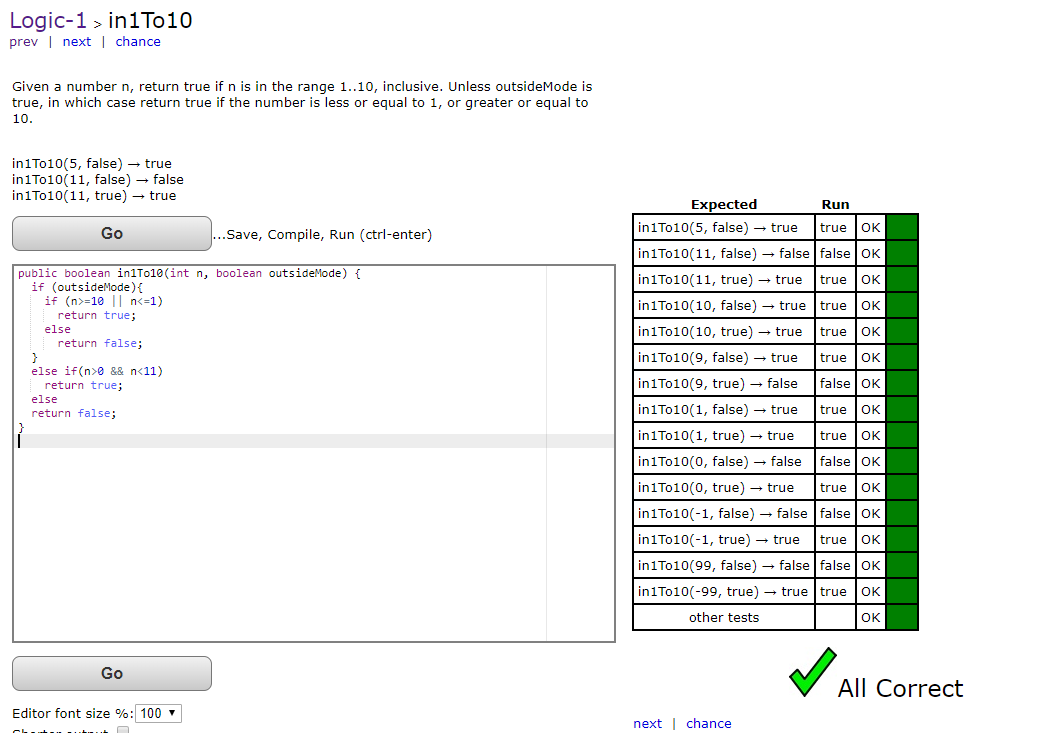 Logic-1 > in1To10
prev | next | chance
Given a number n, return true if n is in the range 1..10, inclusive. Unless outsideMode is
true, in which case return true if the number is less or equal to 1, or greater or equal to
10.
in1To10(5, false) → true
in1To10(11, false) → false
in1To10(11, true) → true
Go
...Save, Compile, Run (ctrl-enter)
public boolean in1To10(int n, boolean outsideMode) {
if (outsideMode){
if (n>=10 || n<=1)
return true;
else
return false;
}
else if(n>0 && n<11)
return true;
else
return false;
}
Go
Editor font size %: 100 ▼
Shorter output
Expected Run
in1To10(5, false) → true true OK
in1To10(11, false) → false false OK
in1To10(11, true) → true true OK
in1To10(10, false) → true true OK
in1To10(10, true) → true true OK
in1To10(9, false) → true true OK
in1To10(9, true) → false false OK
in1To10(1, false) → true true OK
in1To10(1, true) → true true OK
in1To10(0, false) → false false OK
in1To10(0, true) → true true OK
in1To10(-1, false) → false false OK
in1To10(-1, true) → true true OK
in1To10(99, false) → false false OK
in1To10(-99, true) → true true OK
other tests OK
All Correct
next | chance